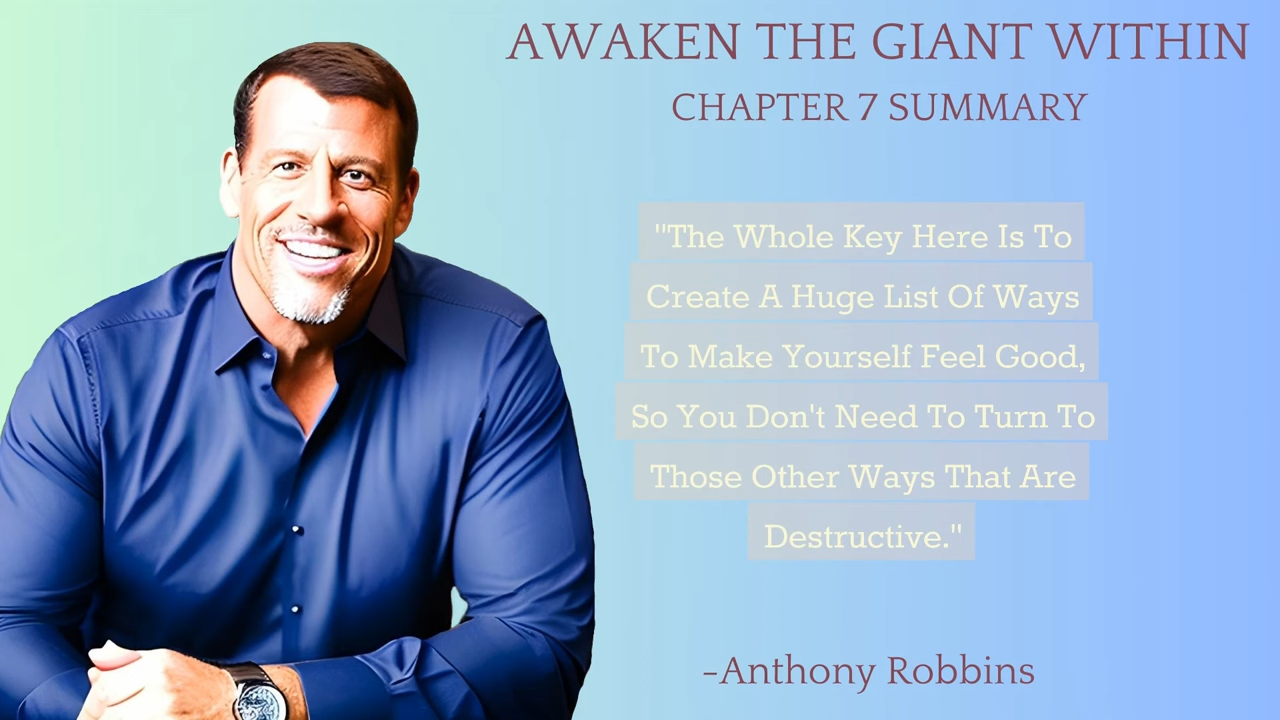 AWAKEN THE GIANT WITHIN
CHAPTER 7 SUMMARY
"The Whole Key Here Is To
Create A Huge List Of Ways
To Make Yourself Feel Good,
So You Don't Need To Turn To
Those Other Ways That Are
Destructive."
–Anthony Robbins